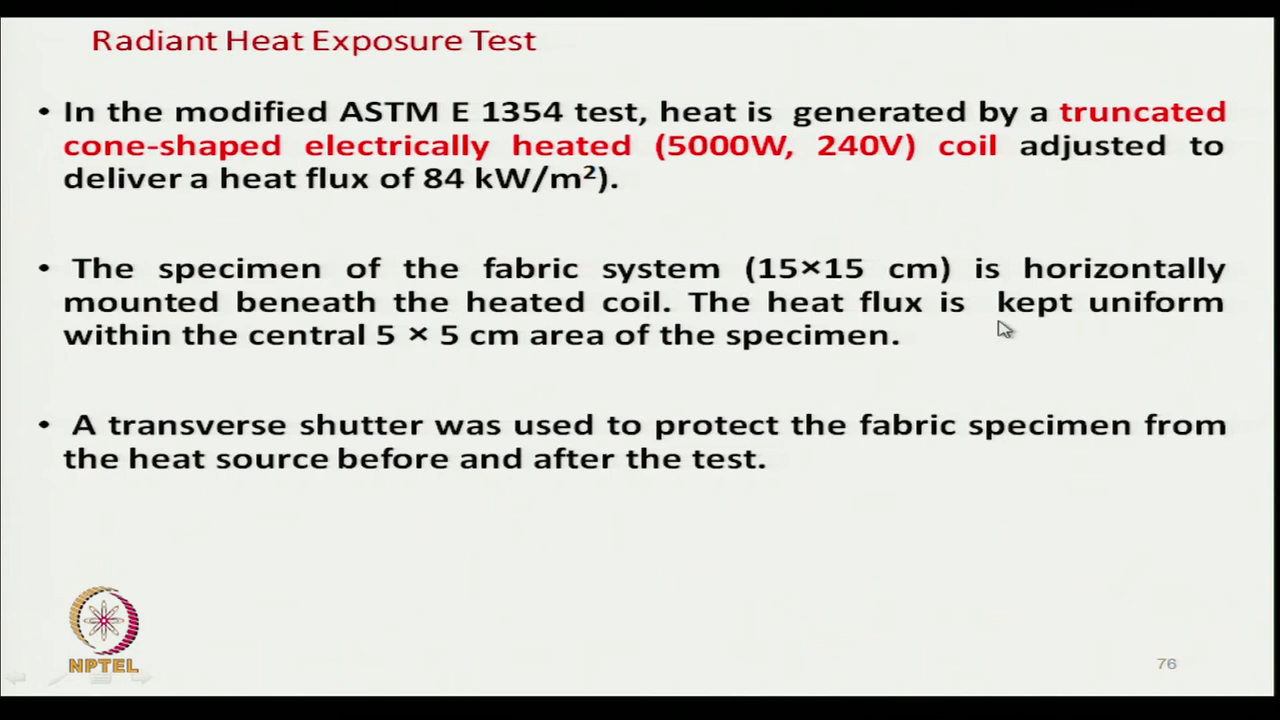 Radiant Heat Exposure Test
• In the modified ASTM E 1354 test, heat is generated by a truncated
cone-shaped electrically heated (5000W, 240V) coil adjusted to
deliver a heat flux of 84 kW/m²).
• The specimen of the fabric system (15×15 cm) is horizontally
mounted beneath the heated coil. The heat flux is kept uniform
within the central 5 × 5 cm area of the specimen.
• A transverse shutter was used to protect the fabric specimen from
the heat source before and after the test.
NPTEL
76